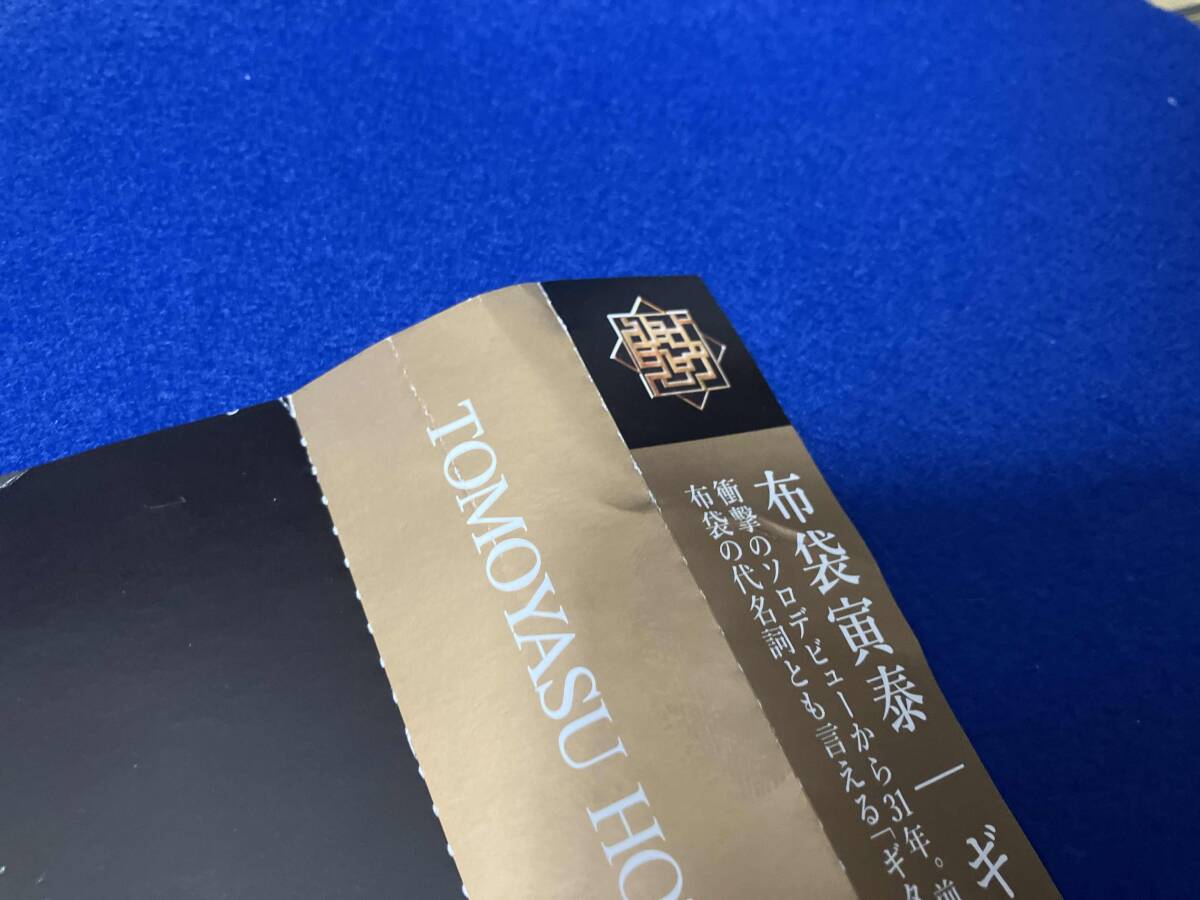 TOMOYASU HO
布袋寅泰 — ギ
衝撃のソロデビューから31年。前
布袋の代名詞とも言える「ギタ